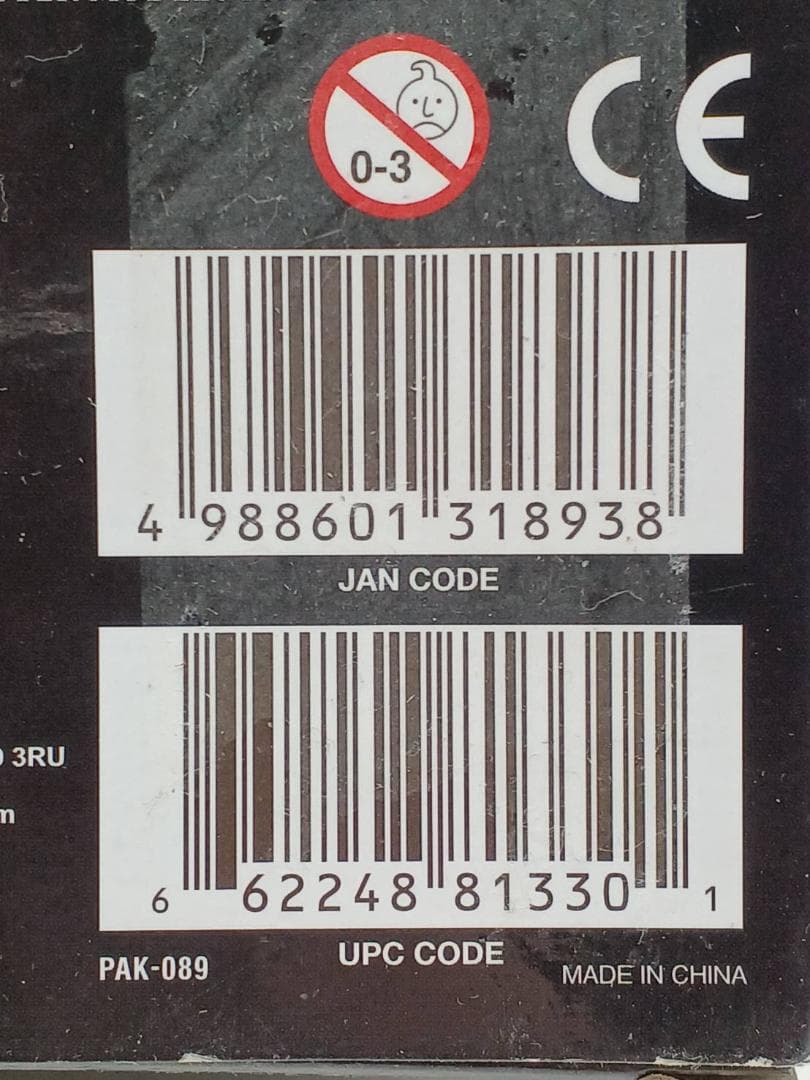 0-3
CE
4 988601 318938
JAN CODE
3RU
6 62248 81330 1
UPC CODE
PAK-089
MADE IN CHINA